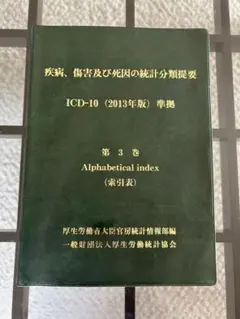 疾病、傷害及び死因の統計分類提要
ICD-10（2013年版）準拠
第 3 巻
Alphabetical index
（索引表）
厚生労働省大臣官房統計情報部編
一般財団法人厚生労働統計協会